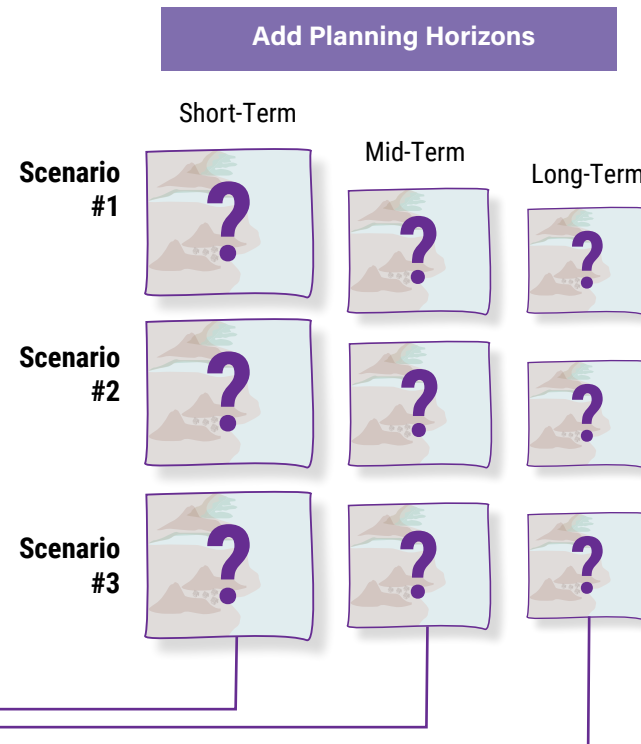 Add Planning Horizons
Short-Term
Mid-Term
Long-Term
Scenario
#1
?
?
?
Scenario
#2
?
?
?
Scenario
#3
?
?
?